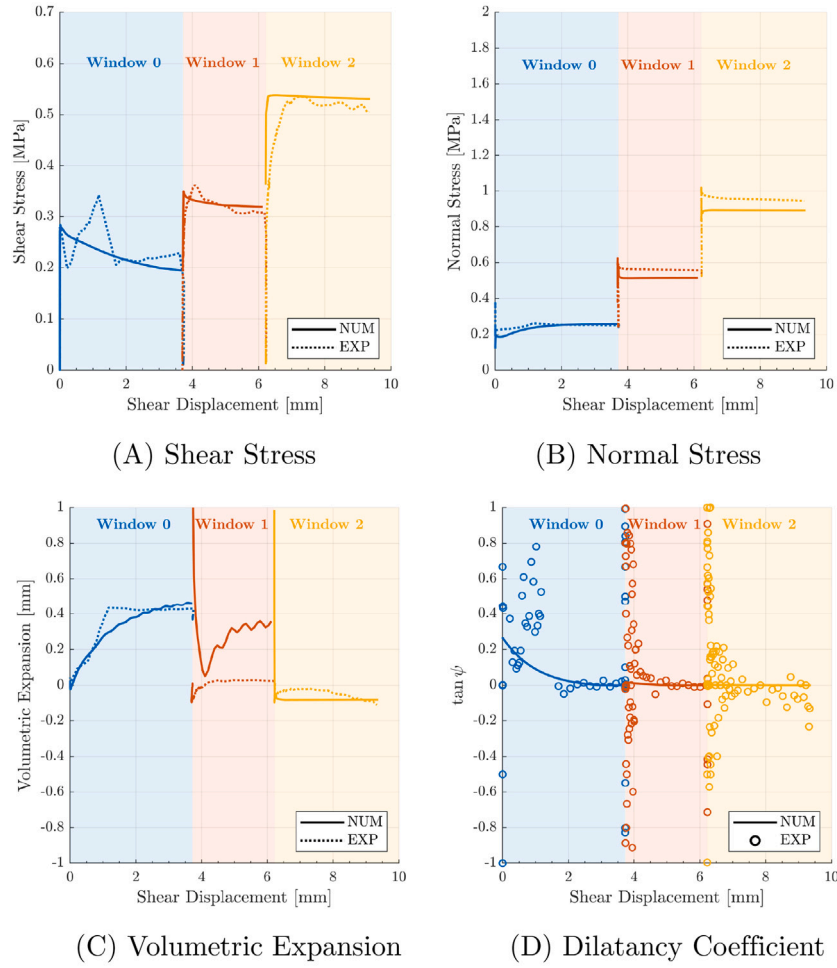 0.7
0.6
0.5
0.4
0.3
0.2
0.1
0
Shear Stress [MPa]
Window 0
Window 1
Window 2
NUM
EXP
0
2
4
6
8
10
Shear Displacement [mm]
(A) Shear Stress
2
1.8
1.6
1.4
1.2
1
0.8
0.6
0.4
0.2
0
Normal Stress [MPa]
Window 0
Window 1
Window 2
NUM
EXP
0
2
4
6
8
10
Shear Displacement [mm]
(B) Normal Stress
1
0.8
0.6
0.4
0.2
0
-0.2
-0.4
-0.6
-0.8
-1
Volumetric Expansion [mm]
Window 0
Window 1
Window 2
NUM
EXP
0
2
4
6
8
10
Shear Displacement [mm]
(C) Volumetric Expansion
1
0.8
0.6
0.4
0.2
0
-0.2
-0.4
-0.6
-0.8
-1
tan ψ
Window 0
Window 1
Window 2
NUM
EXP
0
2
4
6
8
10
Shear Displacement [mm]
(D) Dilatancy Coefficient